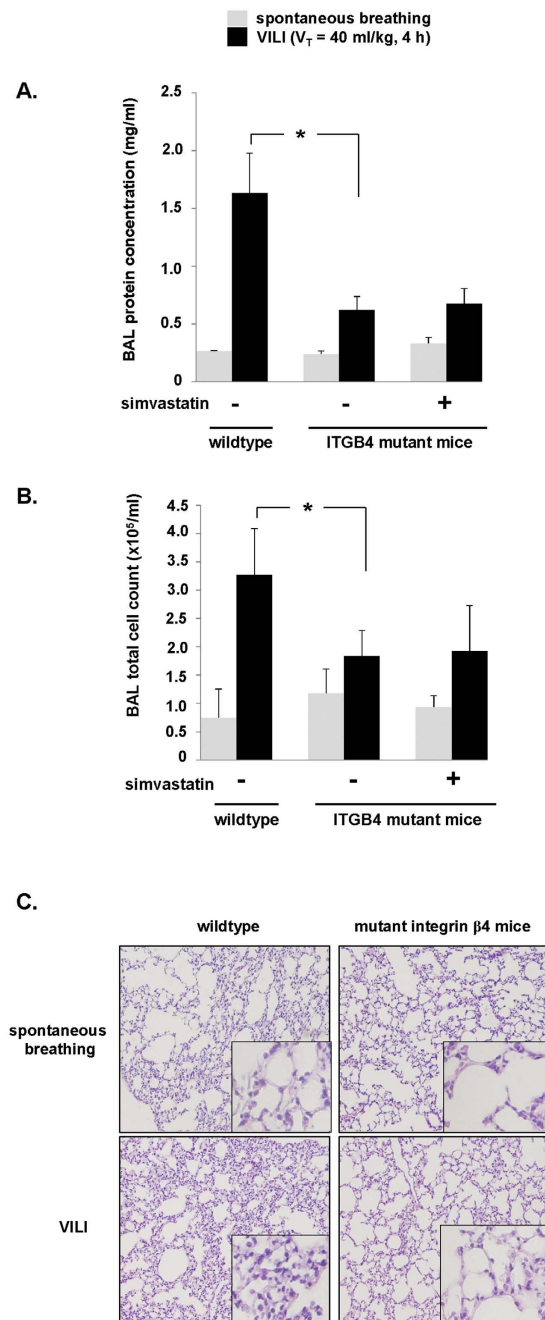 spontaneous breathing
VILI (VT = 40 ml/kg, 4 h)
A.
BAL protein concentration (mg/ml)
2.5
2.0
1.5
1.0
0.5
0
*
simvastatin - - +
wildtype ITGB4 mutant mice
B.
BAL total cell count (x10⁵/ml)
4.5
4.0
3.5
3.0
2.5
2.0
1.5
1.0
0.5
0
*
simvastatin - - +
wildtype ITGB4 mutant mice
C.
wildtype mutant integrin β4 mice
spontaneous
breathing
VILI